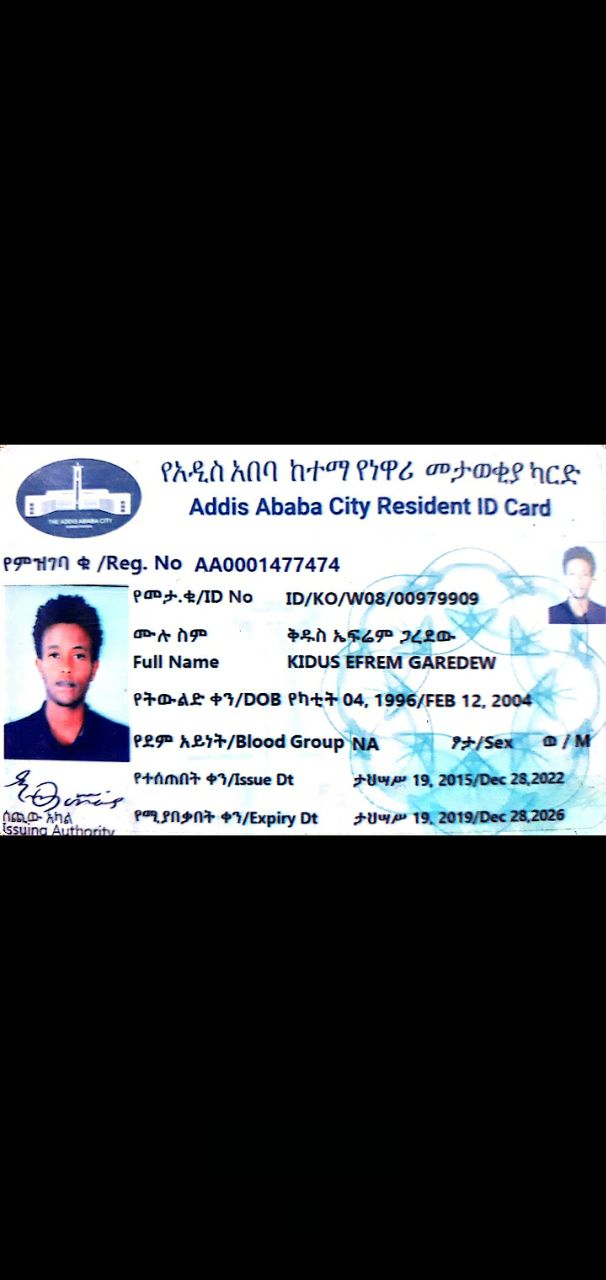 የአዲስ አበባ ከተማ የነዋሪ መታወቂያ ካርድ
Addis Ababa City Resident ID Card
THE ADDIS ABABA CITY
የምዝገባ ቁ /Reg. No AA0001477474
የመታ.ቁ/ID No ID/KO/W08/00979909
ሙሉ ስም ቅዱስ ኤፍሬም ጋረደው
Full Name KIDUS EFREM GAREDEW
የትውልድ ቀን/DOB የካቲት 04, 1996/FEB 12, 2004
የደም አይነት/Blood Group NA ፆታ/Sex ወ / M
የተሰጠበት ቀን/Issue Dt ታህሣሥ 19, 2015/Dec 28,2022
የሚያበቃበት ቀን/Expiry Dt ታህሣሥ 19, 2019/Dec 28,2026
ሰጪው አካል
Issuing Authority